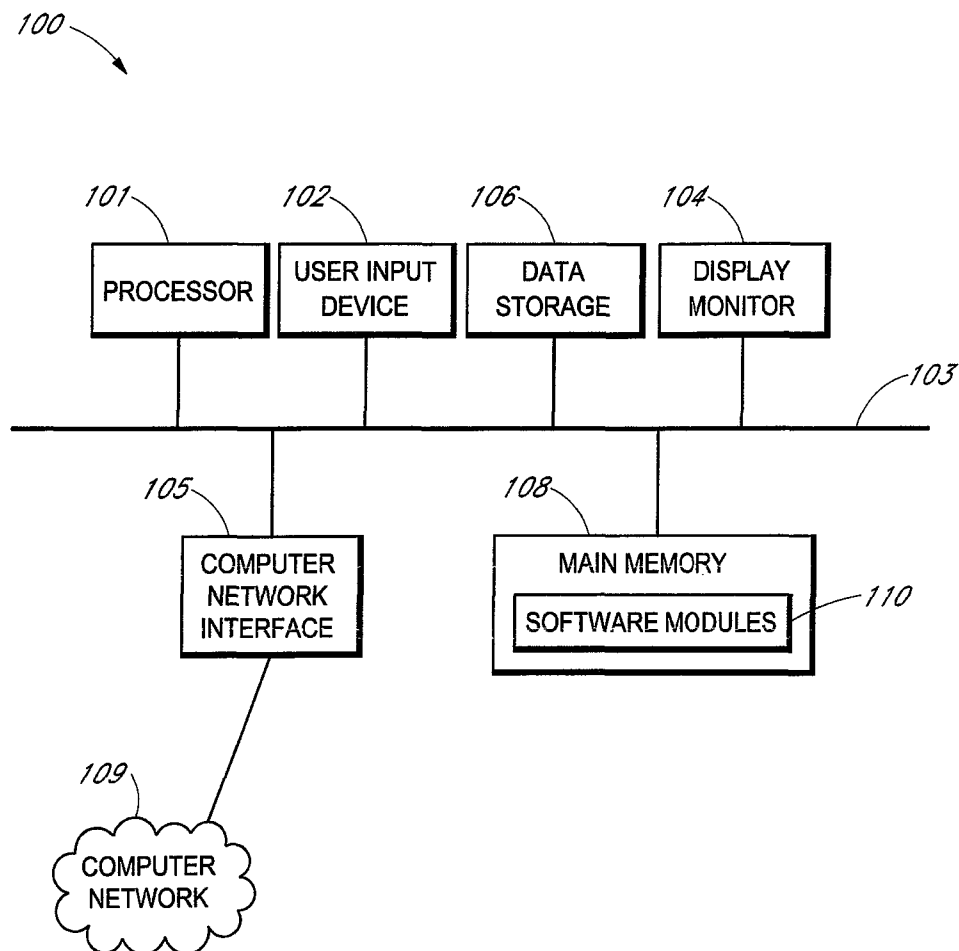 100
101
102
106
104
PROCESSOR
USER INPUT
DEVICE
DATA
STORAGE
DISPLAY
MONITOR
103
105
108
COMPUTER
NETWORK
INTERFACE
MAIN MEMORY
SOFTWARE MODULES
110
109
COMPUTER
NETWORK